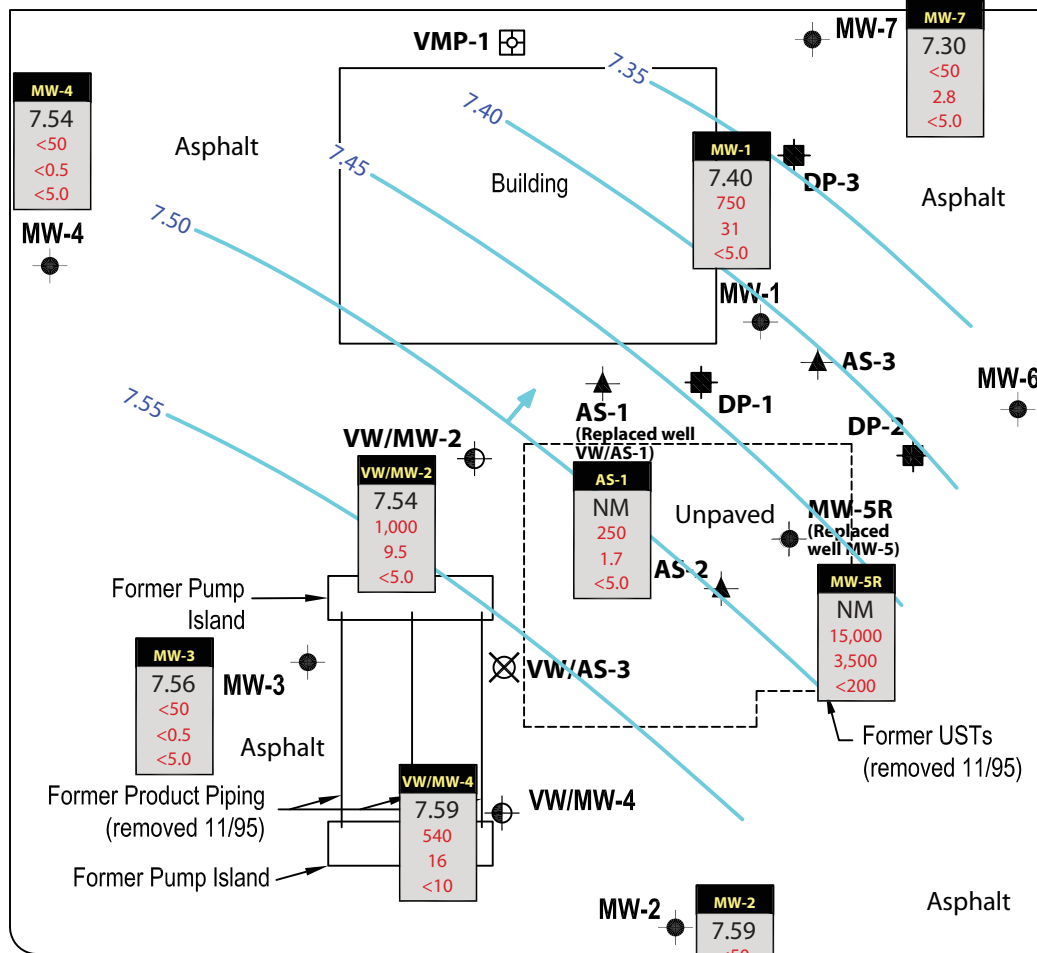 MW-7
7.30
<50
2.8
<5.0
VMP-1
MW-7
7.35
MW-4
7.54
<50
<0.5
<5.0
MW-4
Asphalt
7.40
7.45
7.50
7.55
Building
MW-1
7.40
750
31
<5.0
DP-3
Asphalt
MW-1
AS-3
MW-6
AS-1
(Replaced well
VW/AS-1)
DP-1
DP-2
VW/MW-2
VW/MW-2
7.54
1,000
9.5
<5.0
AS-1
NM
250
1.7
<5.0
Unpaved
MW-5R
(Replaced
well MW-5)
AS-2
MW-5R
NM
15,000
3,500
<200
Former Pump
Island
MW-3
7.56
<50
<0.5
<5.0
MW-3
VW/AS-3
Asphalt
Former USTs
(removed 11/95)
Former Product Piping
(removed 11/95)
VW/MW-4
7.59
540
16
<10
VW/MW-4
Former Pump Island
MW-2
MW-2
7.59
<50
Asphalt